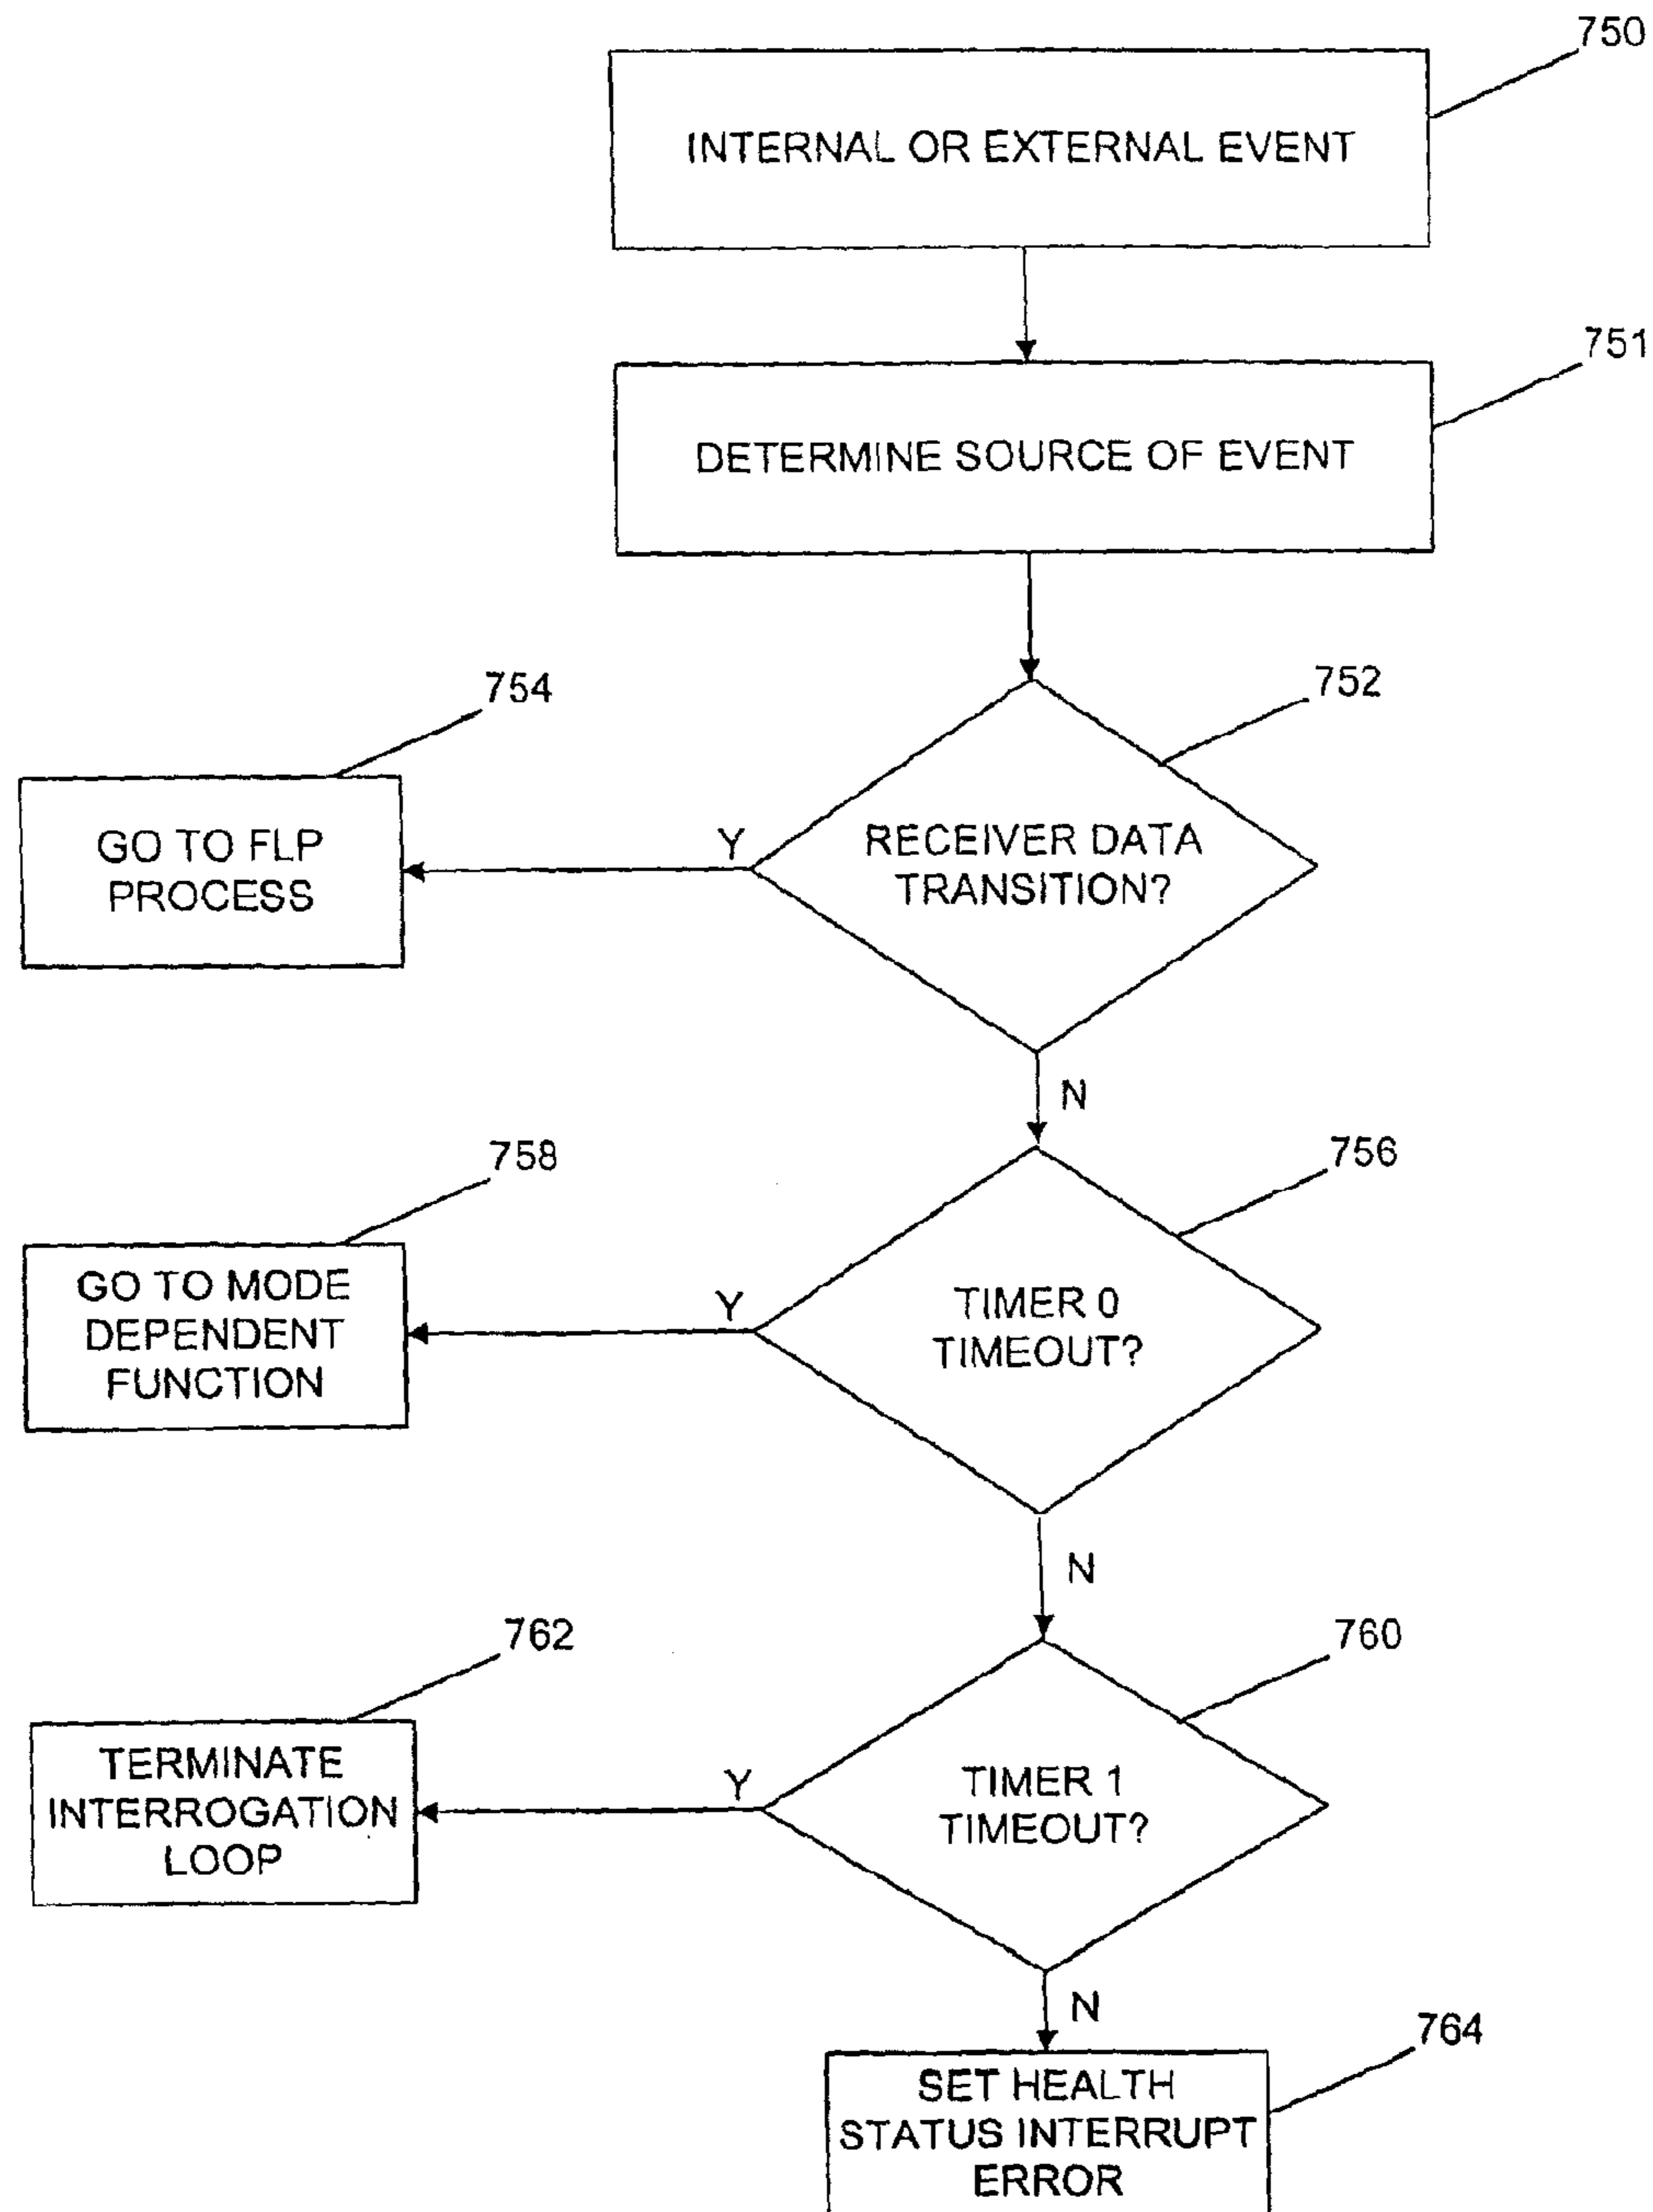 750
INTERNAL OR EXTERNAL EVENT
751
DETERMINE SOURCE OF EVENT
752
754
RECEIVER DATA
TRANSITION?
Y
GO TO FLP
PROCESS
N
756
758
TIMER 0
TIMEOUT?
Y
GO TO MODE
DEPENDENT
FUNCTION
N
760
762
TIMER 1
TIMEOUT?
Y
TERMINATE
INTERROGATION
LOOP
N
764
SET HEALTH
STATUS INTERRUPT
ERROR